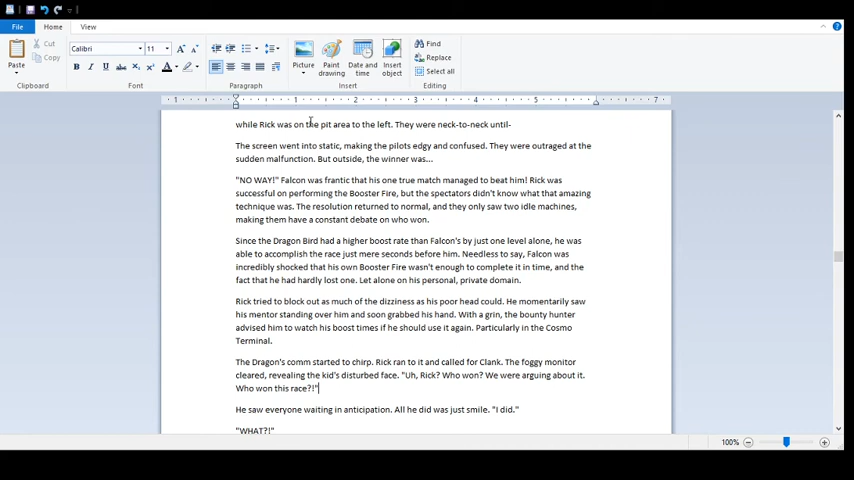 File
Home
View
Cut
Copy
Paste
Clipboard
Calibri
11
Font
Paragraph
Picture
Paint drawing
Date and time
Insert object
Insert
Find
Replace
Select all
Editing
1 1 2 3 4 5 7
while Rick was on the pit area to the left. They were neck-to-neck until-
The screen went into static, making the pilots edgy and confused. They were outraged at the
sudden malfunction. But outside, the winner was...
"NO WAY!" Falcon was frantic that his one true match managed to beat him! Rick was
successful on performing the Booster Fire, but the spectators didn't know what that amazing
technique was. The resolution returned to normal, and they only saw two idle machines,
making them have a constant debate on who won.
Since the Dragon Bird had a higher boost rate than Falcon's by just one level alone, he was
able to accomplish the race just mere seconds before him. Needless to say, Falcon was
incredibly shocked that his own Booster Fire wasn't enough to complete it in time, and the
fact that he had hardly lost one. Let alone on his personal, private domain.
Rick tried to block out as much of the dizziness as his poor head could. He momentarily saw
his mentor standing over him and soon grabbed his hand. With a grin, the bounty hunter
advised him to watch his boost times if he should use it again. Particularly in the Cosmo
Terminal.
The Dragon's comm started to chirp. Rick ran to it and called for Clank. The foggy monitor
cleared, revealing the kid's disturbed face. "Uh, Rick? Who won? We were arguing about it.
Who won this race?!"
He saw everyone waiting in anticipation. All he did was just smile. "I did."
"WHAT?!"
100%